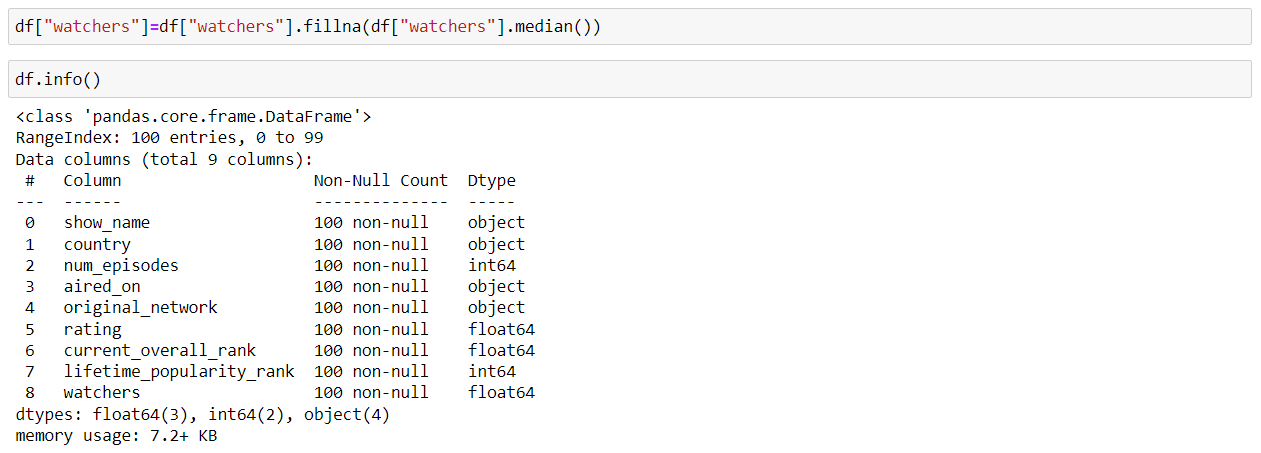 df["watchers"]=df["watchers"].fillna(df["watchers"].median())
df.info()
<class 'pandas.core.frame.DataFrame'>
RangeIndex: 100 entries, 0 to 99
Data columns (total 9 columns):
 #   Column                    Non-Null Count  Dtype
---  ------                    --------------  -----
 0   show_name                 100 non-null    object
 1   country                   100 non-null    object
 2   num_episodes              100 non-null    int64
 3   aired_on                  100 non-null    object
 4   original_network          100 non-null    object
 5   rating                    100 non-null    float64
 6   current_overall_rank      100 non-null    float64
 7   lifetime_popularity_rank  100 non-null    int64
 8   watchers                  100 non-null    float64
dtypes: float64(3), int64(2), object(4)
memory usage: 7.2+ KB